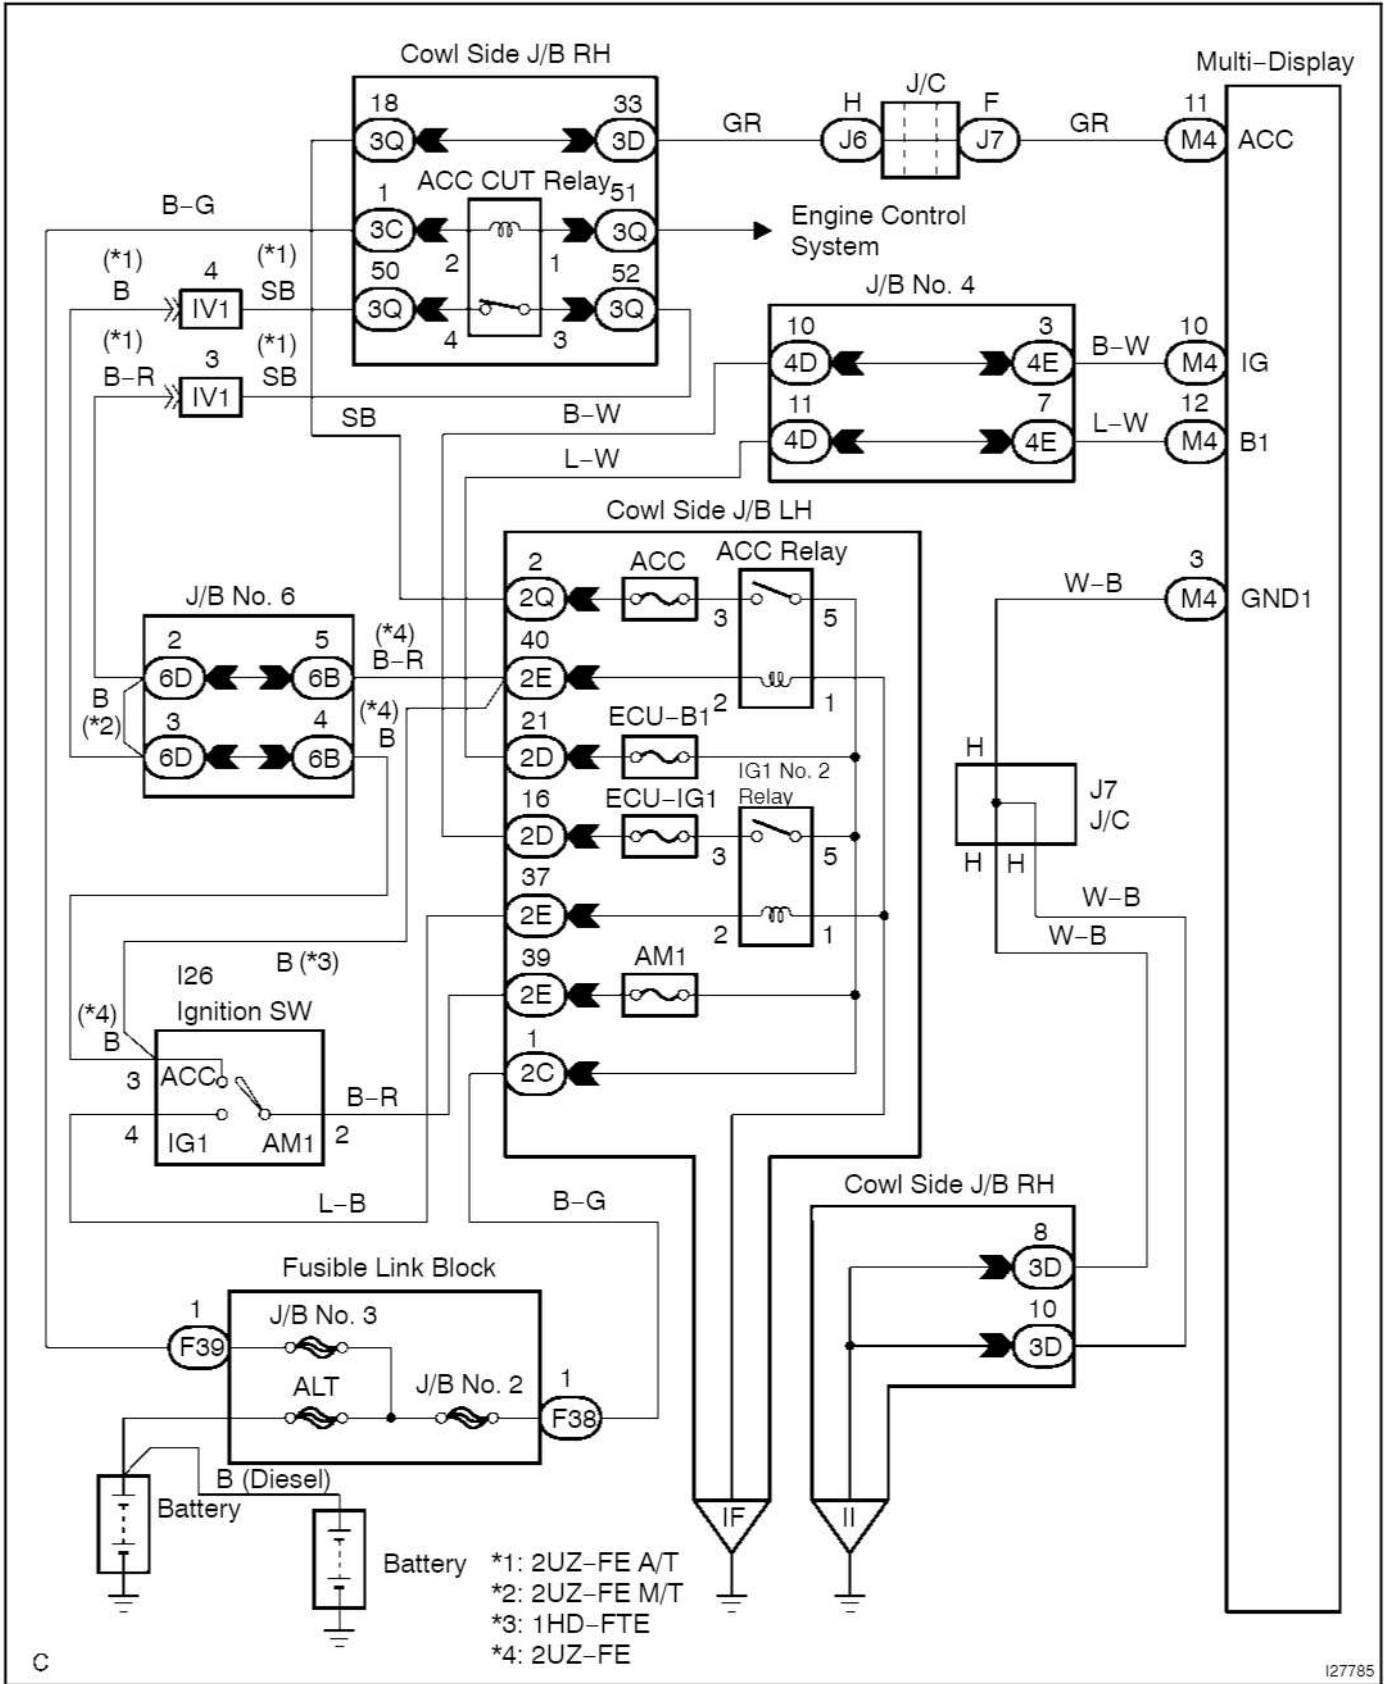 Cowl Side J/B RH
Multi-Display
18
33
H
J/C
F
11
3Q
3D
GR
J6
J7
GR
M4
ACC
ACC CUT Relay
B-G
1
51
3C
3Q
Engine Control
System
2
1
(*1)
B
4
(*1)
SB
50
52
IV1
3Q
3Q
4
3
J/B No. 4
(*1)
B-R
3
(*1)
SB
IV1
10
3
B-W
10
4D
4E
M4
IG
SB
B-W
11
7
L-W
12
4D
4E
M4
B1
L-W
Cowl Side J/B LH
2
ACC
ACC Relay
2Q
3
5
W-B
3
M4
GND1
J/B No. 6
2
5
(*4)
B-R
40
6D
6B
2E
2
1
B
(*2)
3
4
(*4)
B
21
ECU-B1
6D
6B
2D
IG1 No. 2
Relay
16
ECU-IG1
2D
3
5
H
J7
J/C
H
H
37
2E
2
1
W-B
W-B
B (*3)
39
AM1
2E
I26
Ignition SW
(*4)
B
1
2C
3
ACC
B-R
4
IG1
AM1
2
L-B
B-G
Cowl Side J/B RH
8
3D
10
3D
Fusible Link Block
1
J/B No. 3
F39
ALT
J/B No. 2
1
F38
B (Diesel)
Battery
Battery
IF
II
*1: 2UZ-FE A/T
*2: 2UZ-FE M/T
*3: 1HD-FTE
*4: 2UZ-FE
C
I27785